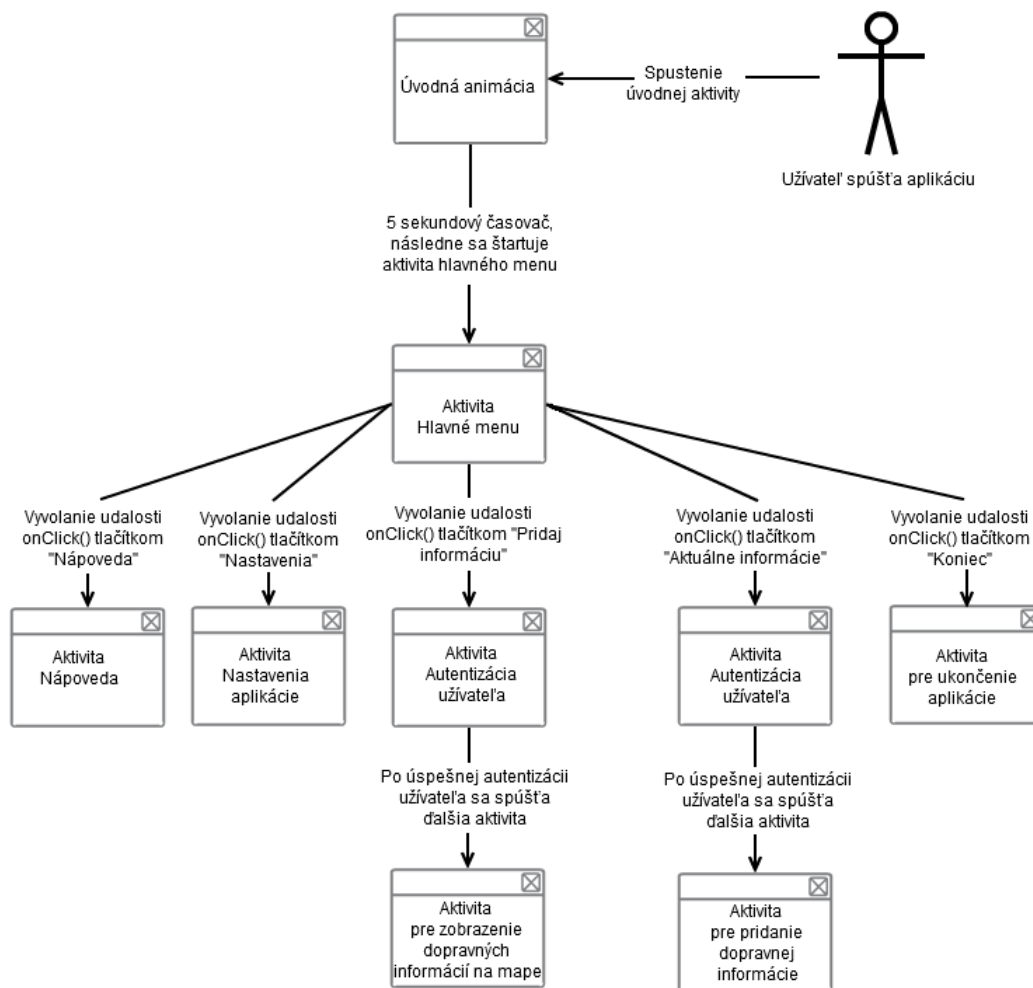 Úvodná animácia
Spustenie
úvodnej aktivity
Užívateľ spúšťa aplikáciu
5 sekundový časovač,
následne sa štartuje
aktivita hlavného menu
Aktivita
Hlavné menu
Vyvolanie udalosti
onClick() tlačítkom
"Nápoveda"
Vyvolanie udalosti
onClick() tlačítkom
"Nastavenia"
Vyvolanie udalosti
onClick() tlačítkom "Pridaj
informáciu"
Vyvolanie udalosti
onClick() tlačítkom
"Aktuálne informácie"
Vyvolanie udalosti
onClick() tlačítkom
"Koniec"
Aktivita
Nápoveda
Aktivita
Nastavenia
aplikácie
Aktivita
Autentizácia
užívateľa
Aktivita
Autentizácia
užívateľa
Aktivita
pre ukončenie
aplikácie
Po úspešnej autentizácii
užívateľa sa spúšťa
ďalšia aktivita
Po úspešnej autentizácii
užívateľa sa spúšťa
ďalšia aktivita
Aktivita
pre zobrazenie
dopravných
informácií na mape
Aktivita
pre pridanie
dopravnej
informácie